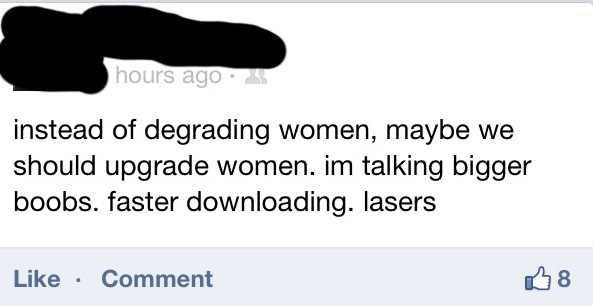 hours ago ·
instead of degrading women, maybe we
should upgrade women. im talking bigger
boobs. faster downloading. lasers
Like · Comment
8